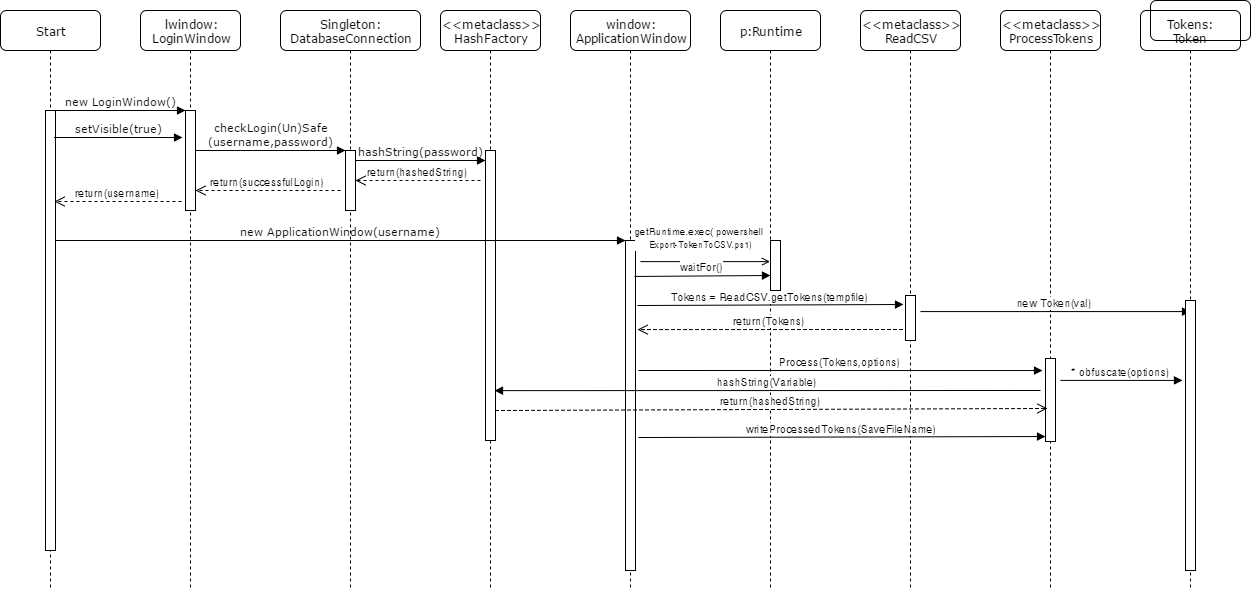 Start
lwindow:
LoginWindow
Singleton:
DatabaseConnection
<<metaclass>>
HashFactory
window:
ApplicationWindow
p:Runtime
<<metaclass>>
ReadCSV
<<metaclass>>
ProcessTokens
Tokens:
Token
new LoginWindow()
setVisible(true)
checkLogin(Un)Safe
(username,password)
hashString(password)
return(hashedString)
return(successfulLogin)
return(username)
new ApplicationWindow(username)
getRuntime.exec( powershell
Export-TokenToCSV.ps1)
waitFor()
Tokens = ReadCSV.getTokens(tempfile)
new Token(val)
return(Tokens)
Process(Tokens,options)
* obfuscate(options)
hashString(Variable)
return(hashedString)
writeProcessedTokens(SaveFileName)